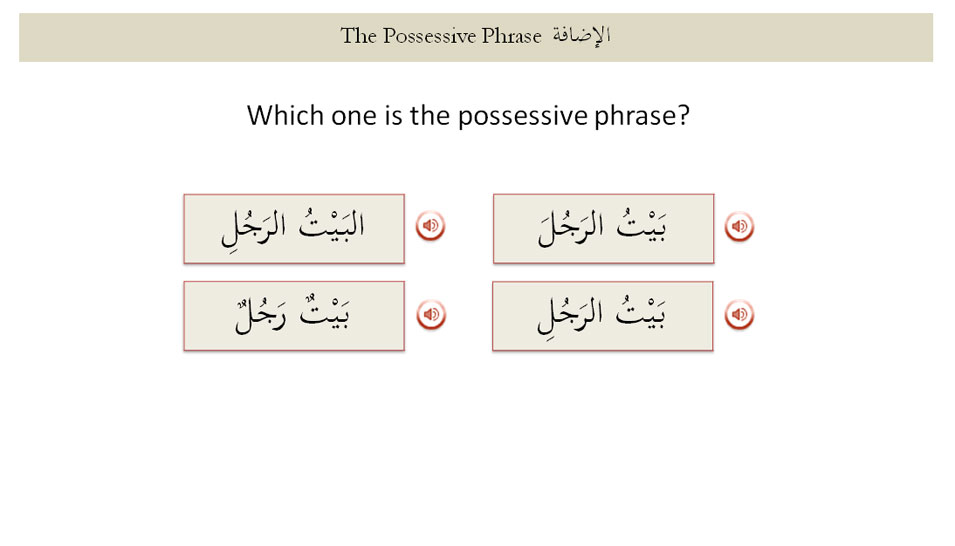 The Possessive Phrase الإضافة
Which one is the possessive phrase?
البَيْتُ الرَجُلِ
بَيْتُ الرَجُلَ
بَيْتٌ رَجُلٌ
بَيْتُ الرَجُلِ